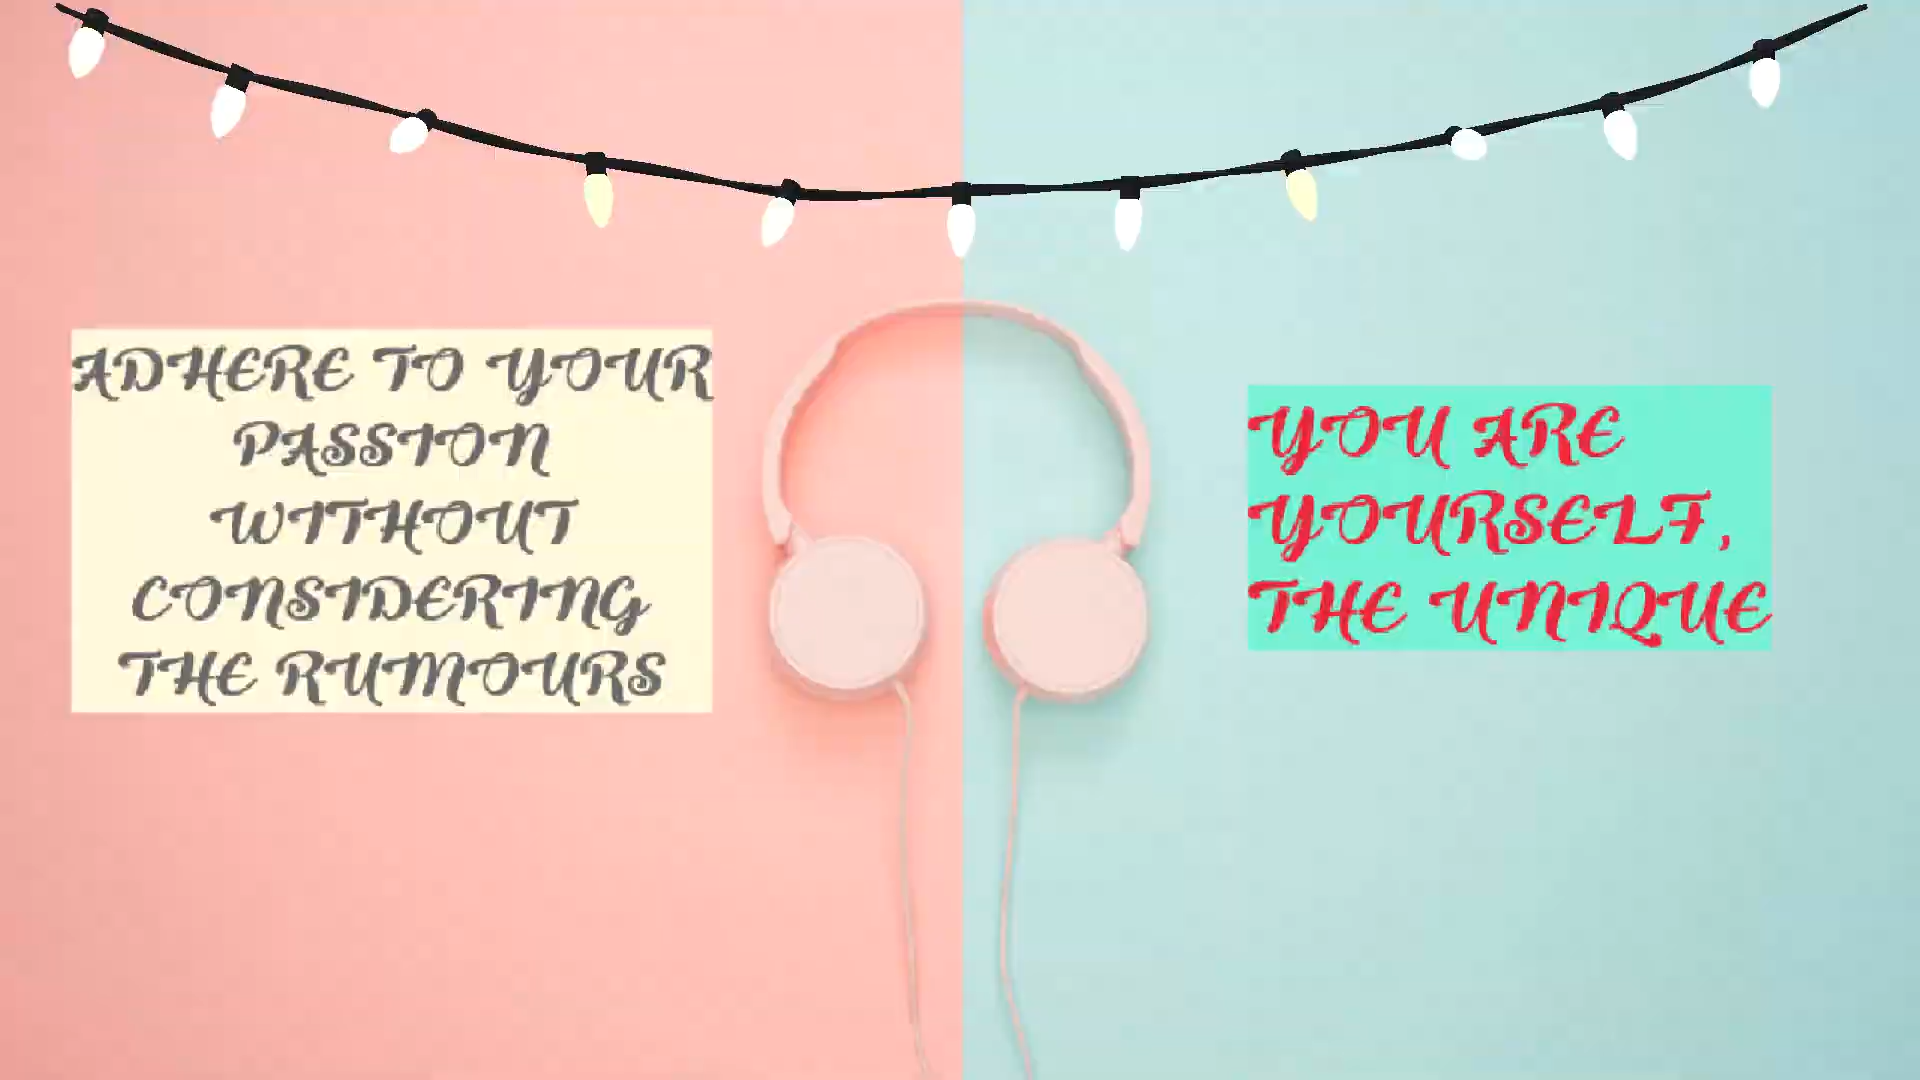 ADHERE TO YOUR
PASSION
WITHOUT
CONSIDERING
THE RUMOURS
YOU ARE
YOURSELF,
THE UNIQUE